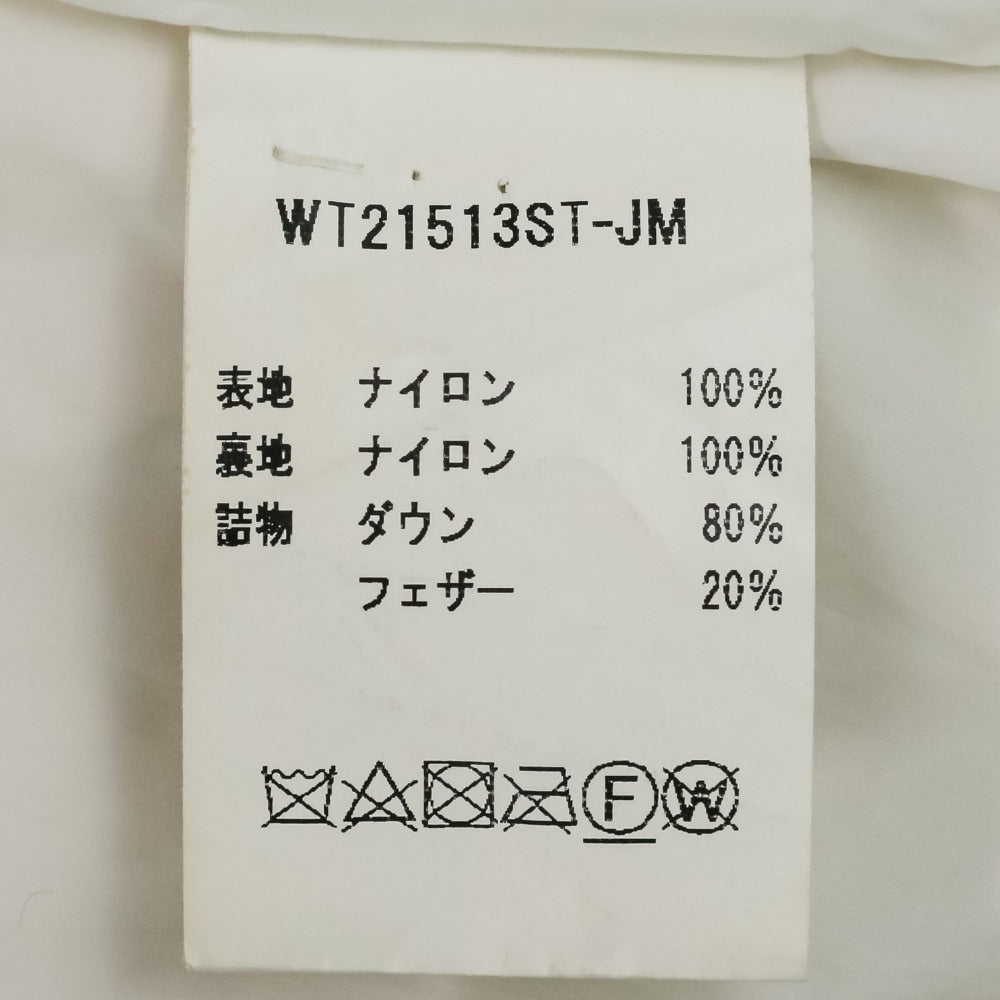 WT21513ST-JM
表地 ナイロン 100%
裏地 ナイロン 100%
詰物 ダウン 80%
フェザー 20%
F W